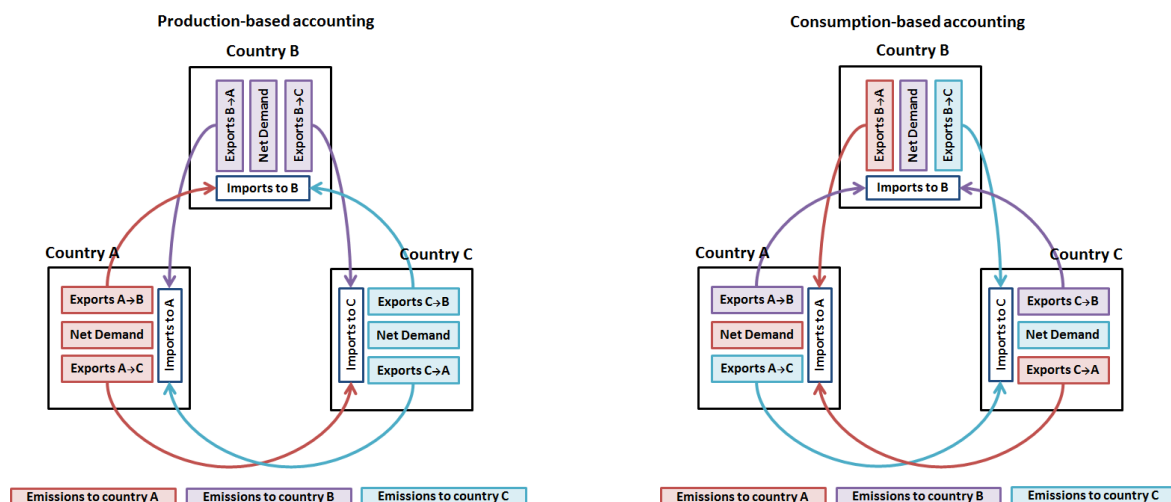 Production-based accounting
Country B
Exports B→A
Net Demand
Exports B→C
Imports to B
Country A
Exports A→B
Net Demand
Exports A→C
Imports to A
Country C
Imports to C
Exports C→B
Net Demand
Exports C→A
Emissions to country A
Emissions to country B
Emissions to country C
Consumption-based accounting
Country B
Exports B→A
Net Demand
Exports B→C
Imports to B
Country A
Exports A→B
Net Demand
Exports A→C
Imports to A
Country C
Imports to C
Exports C→B
Net Demand
Exports C→A
Emissions to country A
Emissions to country B
Emissions to country C